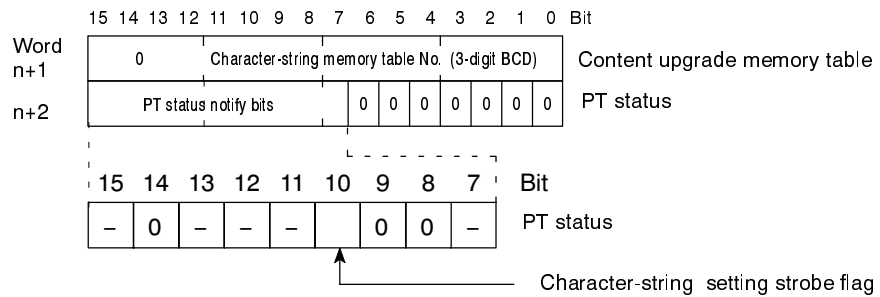 15 14 13 12 11 10 9 8 7 6 5 4 3 2 1 0 Bit
Word
n+1
0 Character-string memory table No. (3-digit BCD) Content upgrade memory table
n+2
PT status notify bits 0 0 0 0 0 0 0 PT status
15 14 13 12 11 10 9 8 7 Bit
– 0 – – – 0 0 – PT status
Character-string setting strobe flag